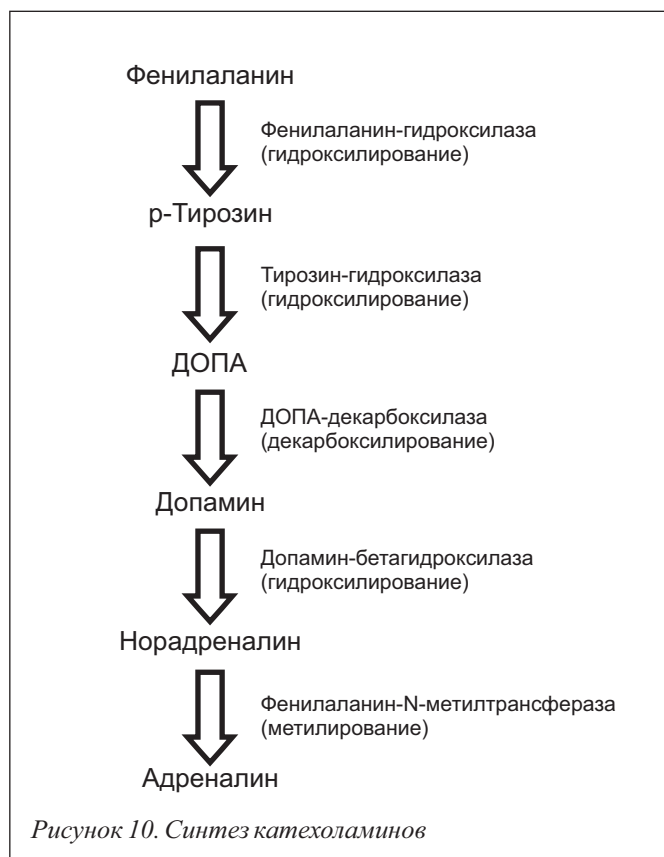 Фенилаланин
Фенилаланин-гидроксилаза
(гидроксилирование)
р-Тирозин
Тирозин-гидроксилаза
(гидроксилирование)
ДОПА
ДОПА-декарбоксилаза
(декарбоксилирование)
Допамин
Допамин-бетагидроксилаза
(гидроксилирование)
Норадреналин
Фенилаланин-N-метилтрансфераза
(метилирование)
Адреналин
Рисунок 10. Синтез катехоламинов